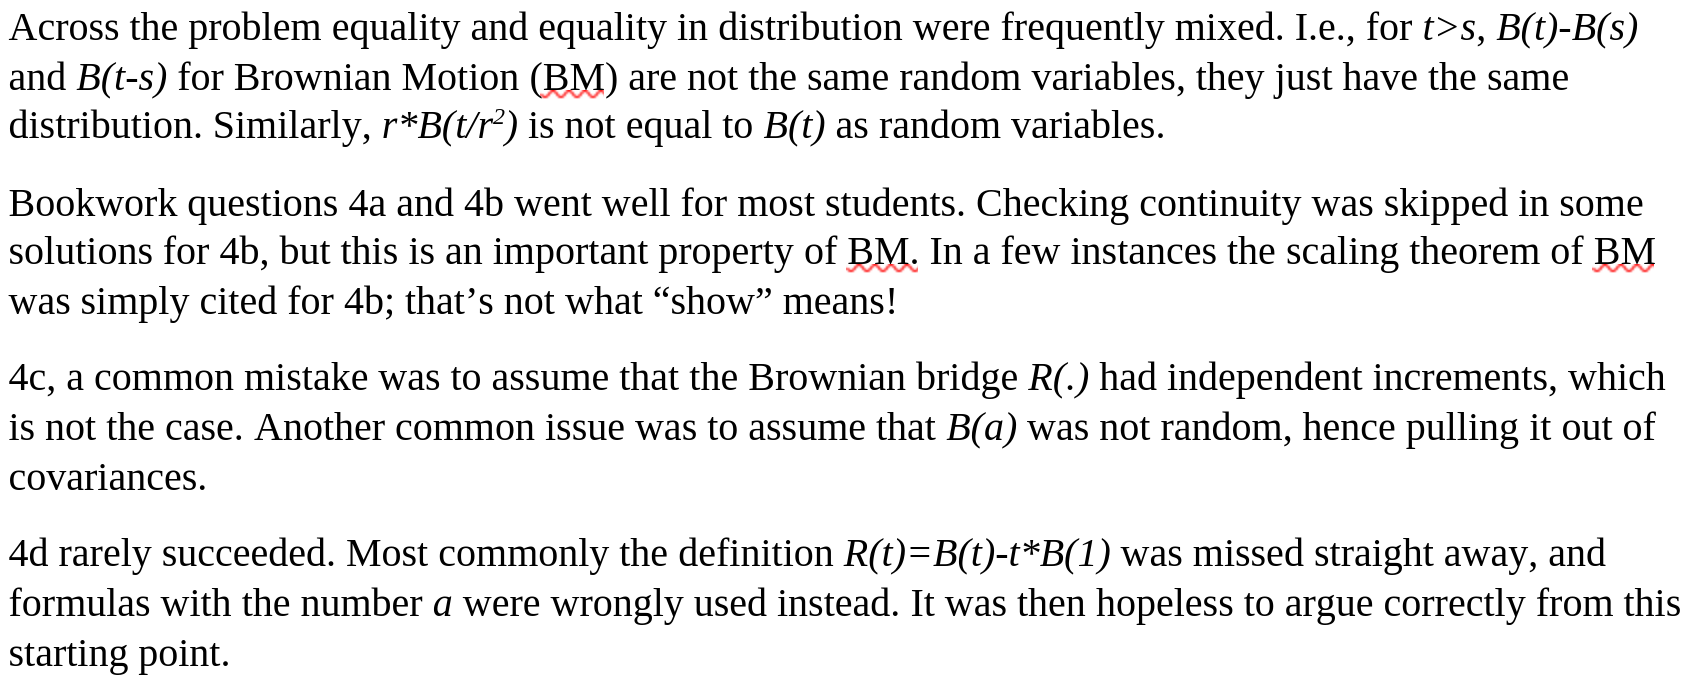 Across the problem equality and equality in distribution were frequently mixed. I.e., for t>s, B(t)-B(s)
and B(t-s) for Brownian Motion (BM) are not the same random variables, they just have the same
distribution. Similarly, r*B(t/r²) is not equal to B(t) as random variables.
Bookwork questions 4a and 4b went well for most students. Checking continuity was skipped in some
solutions for 4b, but this is an important property of BM. In a few instances the scaling theorem of BM
was simply cited for 4b; that’s not what “show” means!
4c, a common mistake was to assume that the Brownian bridge R(.) had independent increments, which
is not the case. Another common issue was to assume that B(a) was not random, hence pulling it out of
covariances.
4d rarely succeeded. Most commonly the definition R(t)=B(t)-t*B(1) was missed straight away, and
formulas with the number a were wrongly used instead. It was then hopeless to argue correctly from this
starting point.